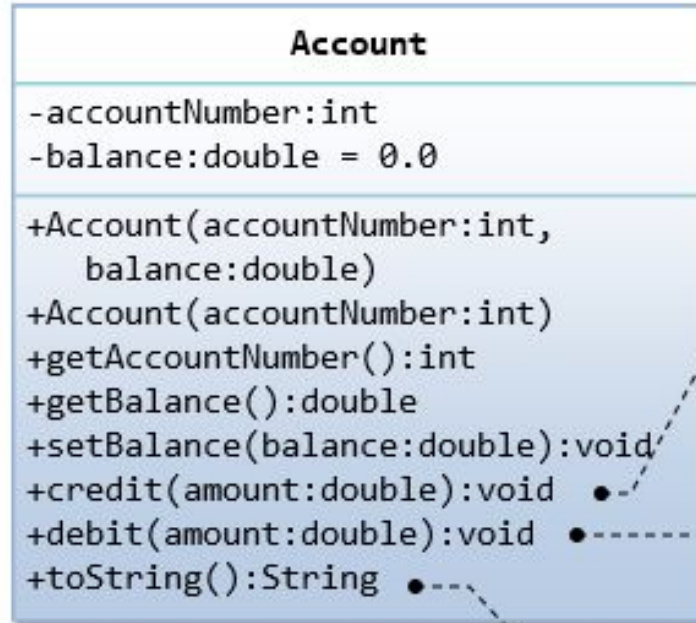 Account
-accountNumber:int
-balance:double = 0.0
+Account(accountNumber:int,
balance:double)
+Account(accountNumber:int)
+getAccountNumber():int
+getBalance():double
+setBalance(balance:double):void
+credit(amount:double):void
+debit(amount:double):void
+toString():String